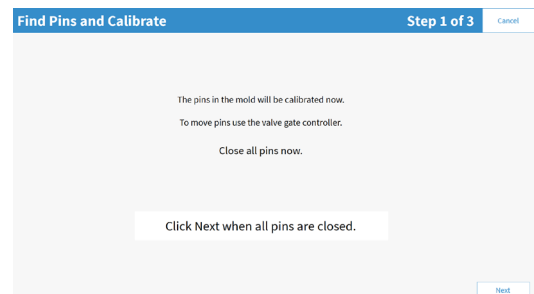 Find Pins and Calibrate Step 1 of 3 Cancel
The pins in the mold will be calibrated now.
To move pins use the valve gate controller.
Close all pins now.
Click Next when all pins are closed.
Next